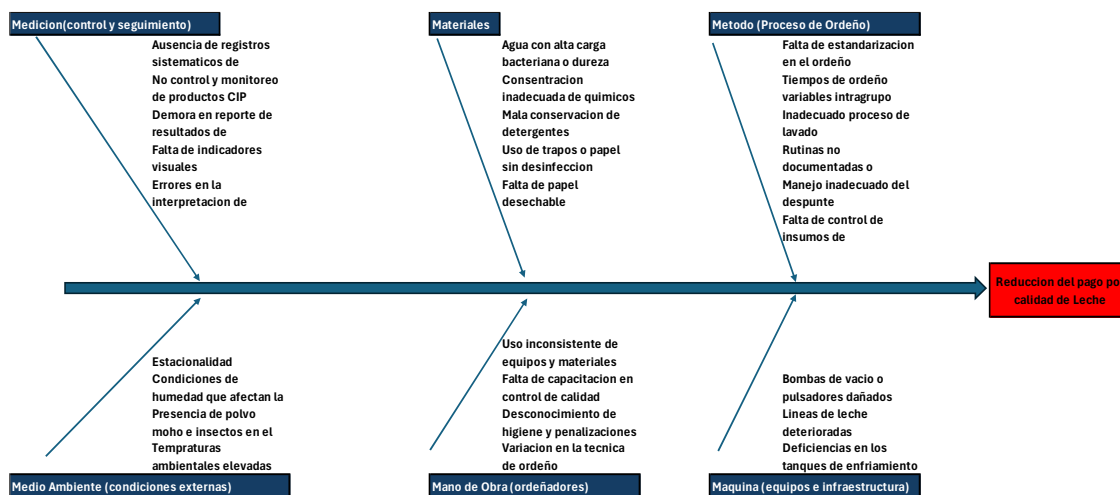 Medicion(control y seguimiento)
Ausencia de registros
sistematicos de
No control y monitoreo
de productos CIP
Demora en reporte de
resultados de
Falta de indicadores
visuales
Errores en la
interpretacion de
Materiales
Agua con alta carga
bacteriana o dureza
Consentracion
inadecuada de quimicos
Mala conservacion de
detergentes
Uso de trapos o papel
sin desinfeccion
Falta de papel
desechable
Metodo (Proceso de Ordeño)
Falta de estandarizacion
en el ordeño
Tiempos de ordeño
variables intragrupo
Inadecuado proceso de
lavado
Rutinas no
documentadas o
Manejo inadecuado del
despunte
Falta de control de
insumos de
Reduccion del pago po
calidad de Leche
Estacionalidad
Condiciones de
humedad que afectan la
Presencia de polvo
moho e insectos en el
Tempraturas
ambientales elevadas
Medio Ambiente (condiciones externas)
Uso inconsistente de
equipos y materiales
Falta de capacitacion en
control de calidad
Desconocimiento de
higiene y penalizaciones
Variacion en la tecnica
de ordeño
Mano de Obra (ordeñadores)
Bombas de vacio o
pulsadores dañados
Lineas de leche
deterioradas
Deficiencias en los
tanques de enfriamiento
Maquina (equipos e infraestructura)